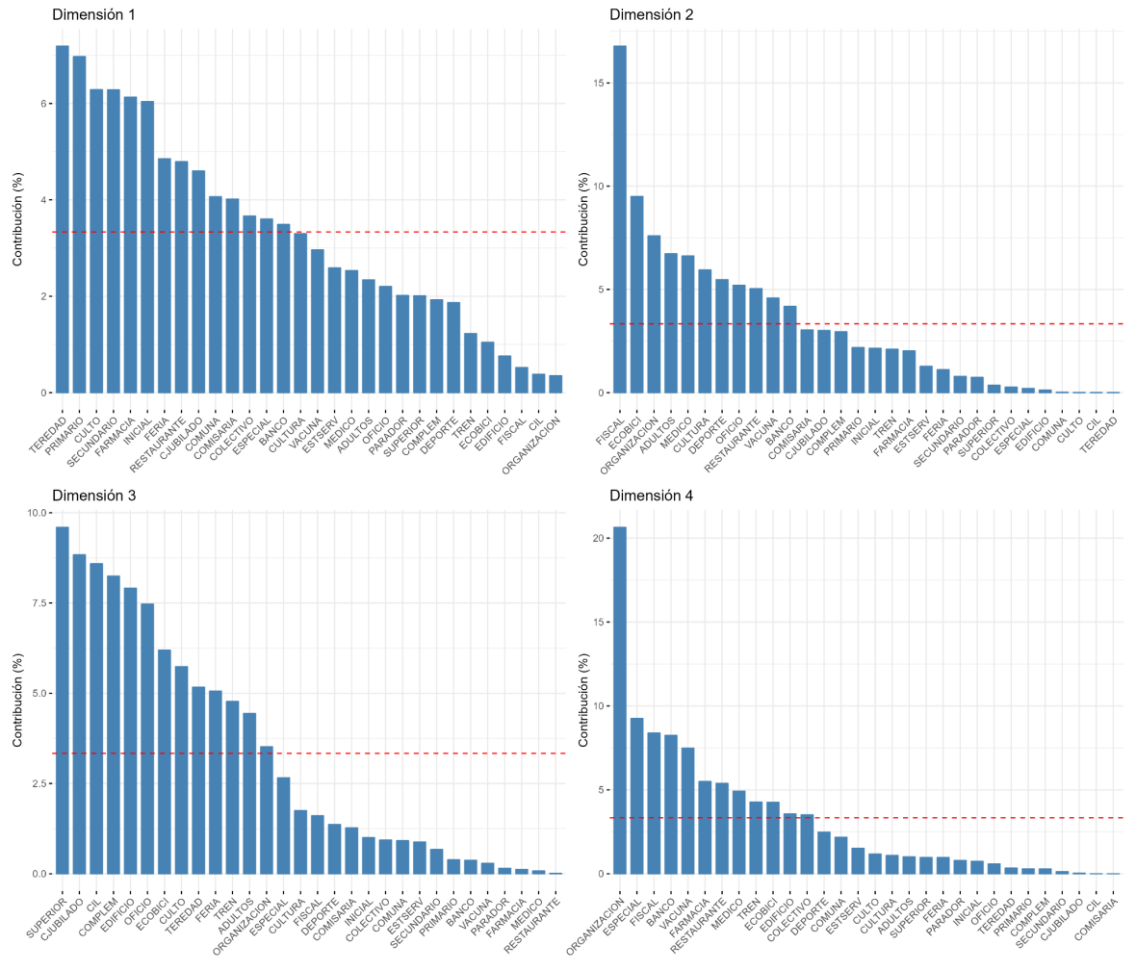 Dimensión 1
Contribución (%)
6
4
2
0
TEREDAD
PRIMARIO
CULTO
SECUNDARIO
FARMACIA
INICIAL
FERIA
RESTAURANTE
CJUBILADO
COMUNA
COMISARIA
COLECTIVO
ESPECIAL
BANCO
CULTURA
VACUNA
ESTSERV
MEDICO
ADULTOS
OFICIO
PARADOR
SUPERIOR
COMPLEM
DEPORTE
TREN
ECOBICI
EDIFICIO
FISCAL
CIL
ORGANIZACION
Dimensión 2
Contribución (%)
15
10
5
0
FISCAL
ECOBICI
ORGANIZACION
ADULTOS
MEDICO
CULTURA
DEPORTE
OFICIO
RESTAURANTE
VACUNA
BANCO
COMISARIA
CJUBILADO
COMPLEM
PRIMARIO
INICIAL
TREN
FARMACIA
ESTSERV
FERIA
SECUNDARIO
PARADOR
SUPERIOR
COLECTIVO
ESPECIAL
EDIFICIO
COMUNA
CULTO
CIL
TEREDAD
Dimensión 3
Contribución (%)
10.0
7.5
5.0
2.5
0.0
SUPERIOR
CJUBILADO
CIL
COMPLEM
EDIFICIO
OFICIO
ECOBICI
CULTO
TEREDAD
FERIA
TREN
ADULTOS
ORGANIZACION
ESPECIAL
CULTURA
FISCAL
DEPORTE
COMISARIA
INICIAL
COLECTIVO
COMUNA
ESTSERV
SECUNDARIO
PRIMARIO
BANCO
VACUNA
PARADOR
FARMACIA
MEDICO
RESTAURANTE
Dimensión 4
Contribución (%)
20
15
10
5
0
ORGANIZACION
ESPECIAL
FISCAL
BANCO
VACUNA
FARMACIA
RESTAURANTE
MEDICO
TREN
ECOBICI
EDIFICIO
COLECTIVO
DEPORTE
COMUNA
ESTSERV
CULTO
CULTURA
ADULTOS
SUPERIOR
FERIA
PARADOR
INICIAL
OFICIO
TEREDAD
PRIMARIO
COMPLEM
SECUNDARIO
CJUBILADO
CIL
COMISARIA